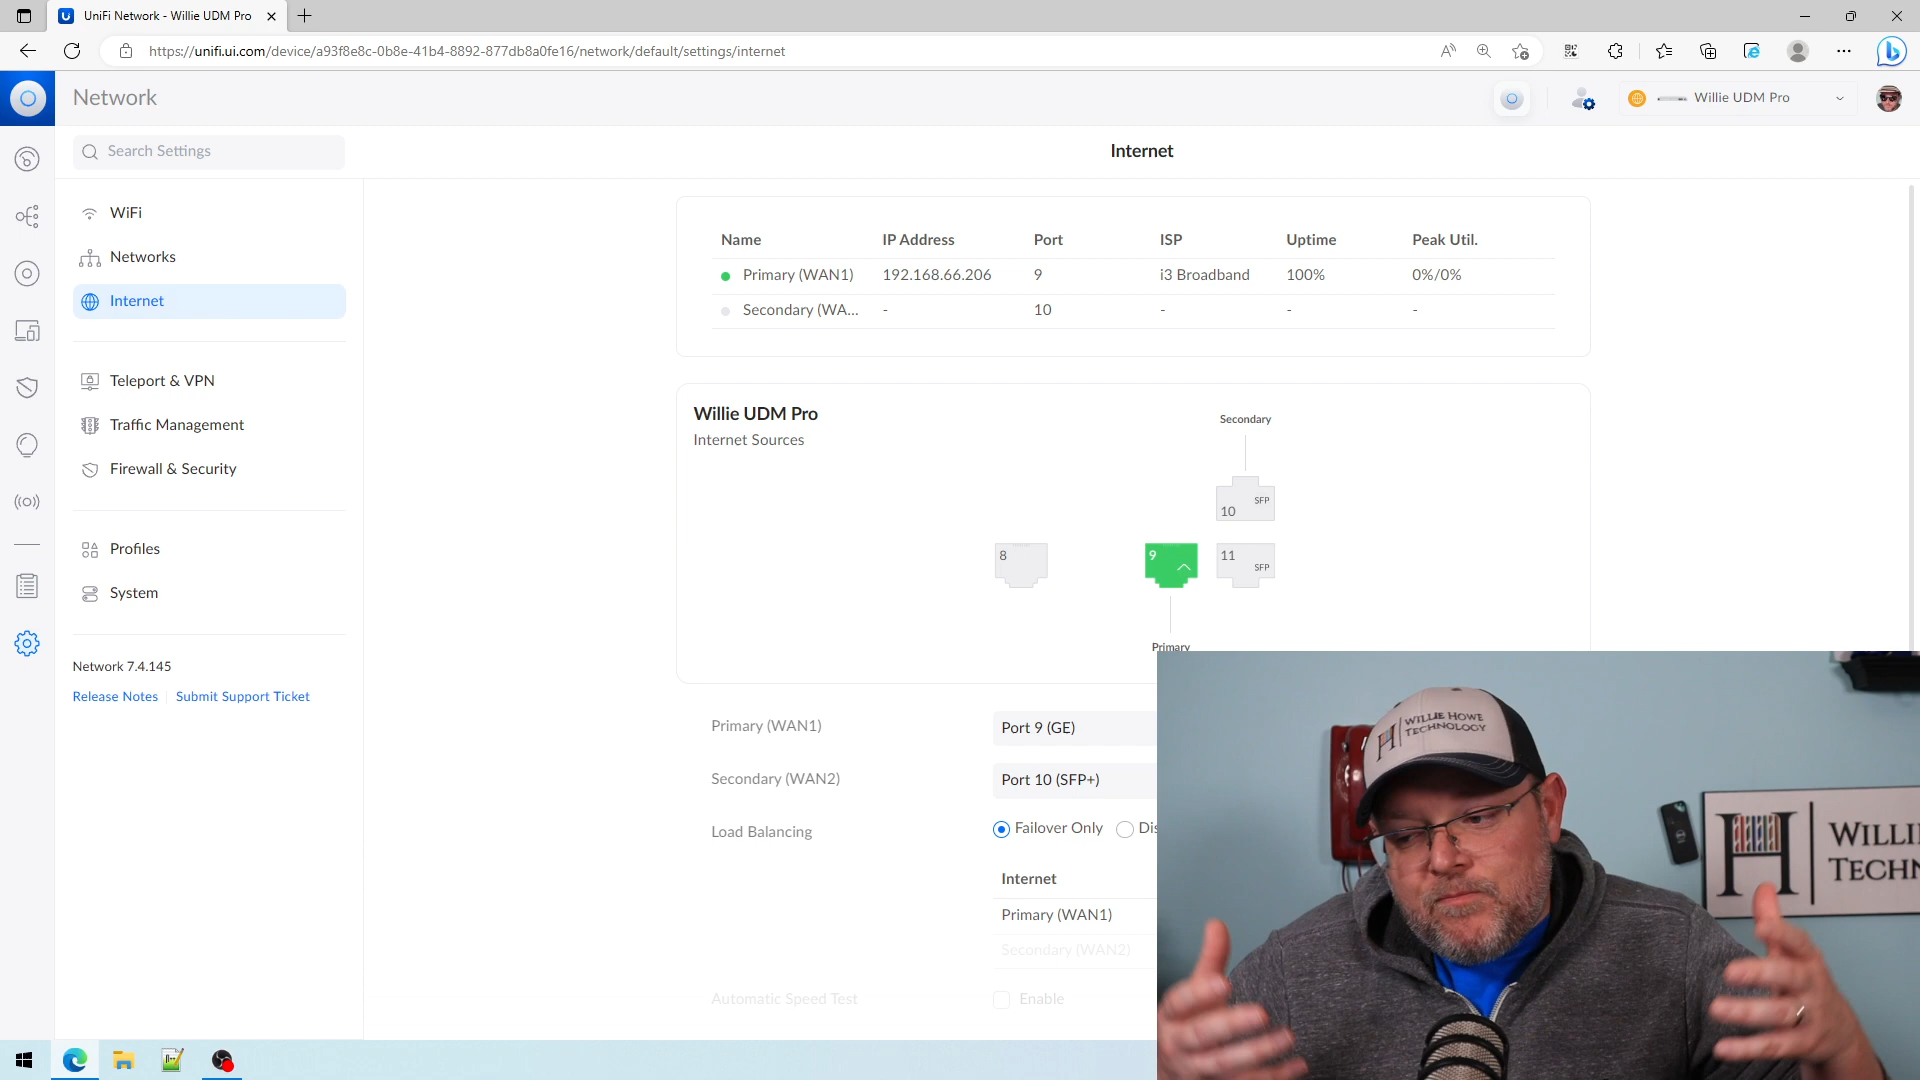 UniFi Network - Willie UDM Pro
https://unifi.ui.com/device/a93f8e8c-0b8e-41b4-8892-877db8a0fe16/network/default/settings/internet
Network
Willie UDM Pro
Search Settings
Internet
WiFi
Networks
Internet
Teleport & VPN
Traffic Management
Firewall & Security
Profiles
System
Network 7.4.145
Release Notes
Submit Support Ticket
Name IP Address Port ISP Uptime Peak Util.
Primary (WAN1) 192.168.66.206 9 i3 Broadband 100% 0%/0%
Secondary (WA... - 10 - - -
Willie UDM Pro
Internet Sources
Secondary
10 SFP
8
9
11 SFP
Primary
Primary (WAN1) Port 9 (GE)
Secondary (WAN2) Port 10 (SFP+)
Load Balancing Failover Only Dis
Internet
Primary (WAN1)
Secondary (WAN2)
Automatic Speed Test Enable
WILLIE HOWE
TECHNOLOGY
WILLI
TECHN